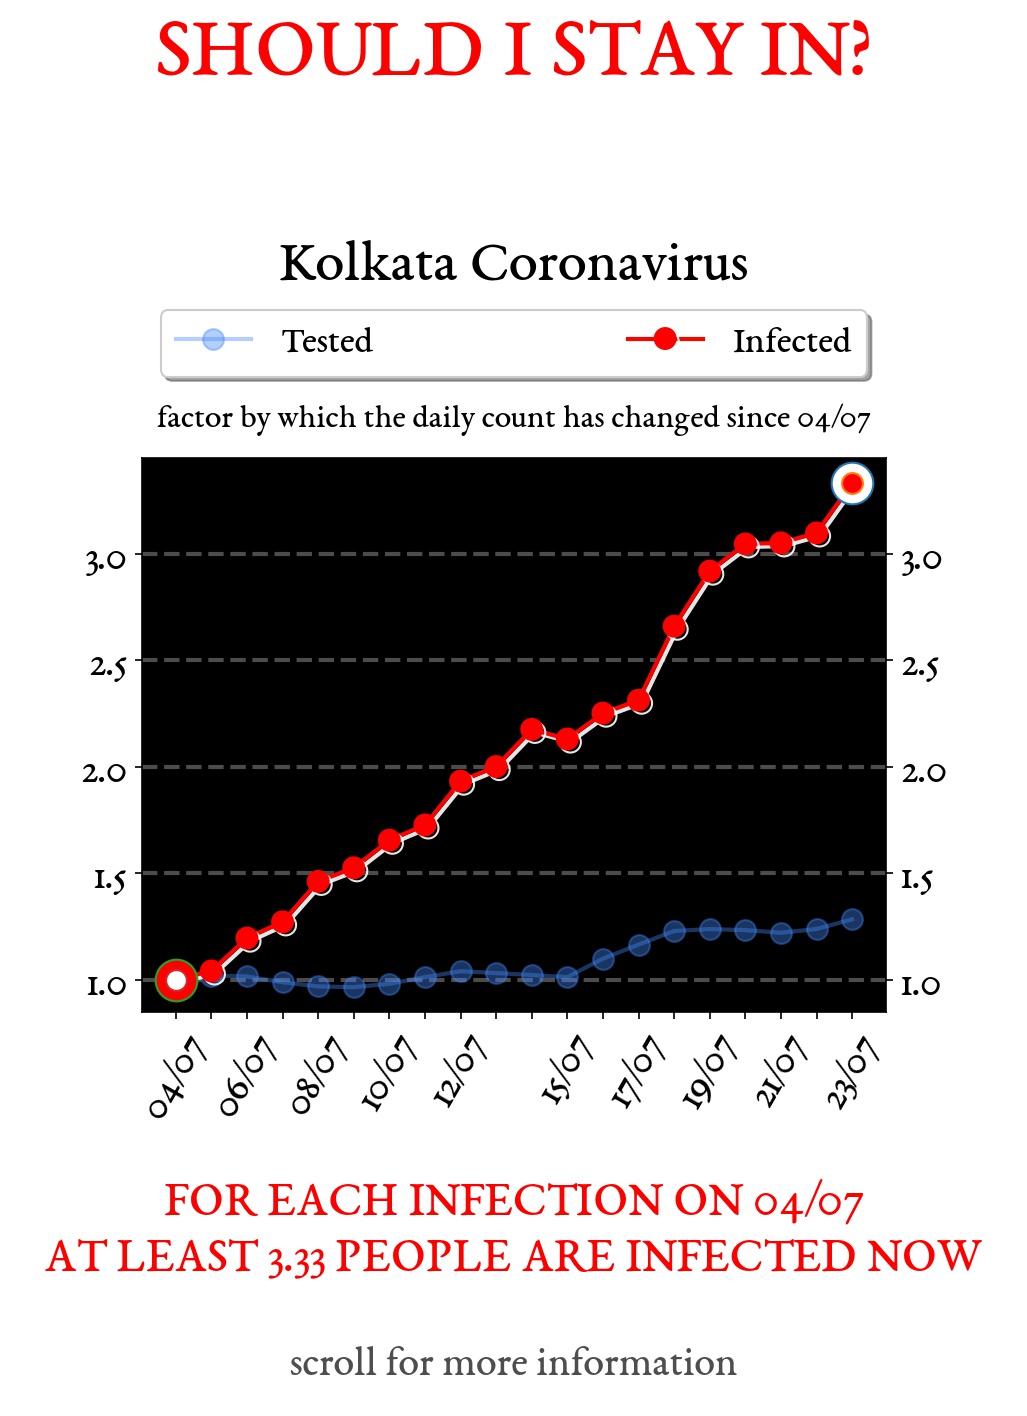 SHOULD I STAY IN?
Kolkata Coronavirus
Tested Infected
factor by which the daily count has changed since 04/07
3.0 3.0
2.5 2.5
2.0 2.0
1.5 1.5
1.0 1.0
04/07 06/07 08/07 10/07 12/07 15/07 17/07 19/07 21/07 23/07
FOR EACH INFECTION ON 04/07
AT LEAST 3.33 PEOPLE ARE INFECTED NOW
scroll for more information